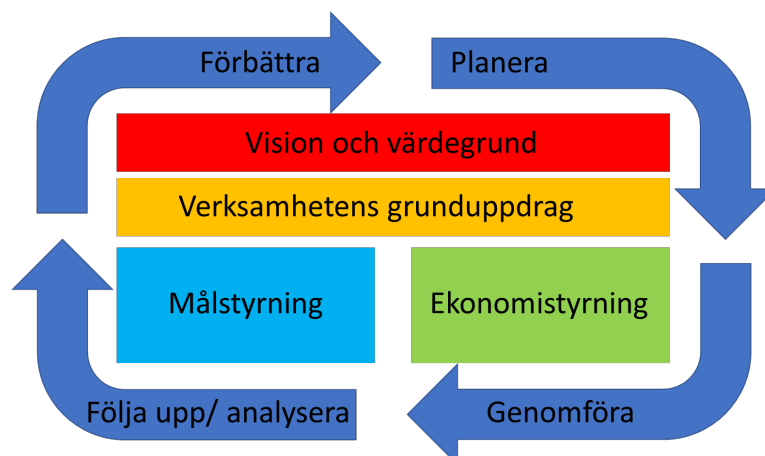 Förbättra
Planera
Vision och värdegrund
Verksamhetens grunduppdrag
Målstyrning
Ekonomistyrning
Följa upp/ analysera
Genomföra